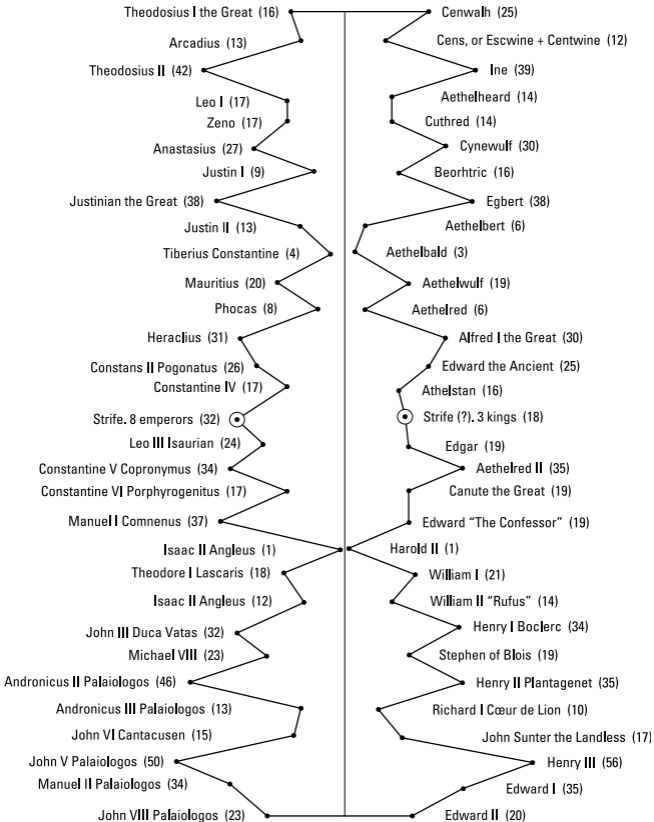 Theodosius I the Great (16)
Cenwalh (25)
Arcadius (13)
Cens, or Escwine + Centwine (12)
Theodosius II (42)
Ine (39)
Leo I (17)
Aethelheard (14)
Zeno (17)
Cuthred (14)
Anastasius (27)
Cynewulf (30)
Justin I (9)
Beorhtric (16)
Justinian the Great (38)
Egbert (38)
Justin II (13)
Aethelbert (6)
Tiberius Constantine (4)
Aethelbald (3)
Mauritius (20)
Aethelwulf (19)
Phocas (8)
Aethelred (6)
Heraclius (31)
Alfred I the Great (30)
Constans II Pogonatus (26)
Edward the Ancient (25)
Constantine IV (17)
Athelstan (16)
Strife. 8 emperors (32)
Strife (?). 3 kings (18)
Leo III Isaurian (24)
Edgar (19)
Constantine V Copronymus (34)
Aethelred II (35)
Constantine VI Porphyrogenitus (17)
Canute the Great (19)
Manuel I Comnenus (37)
Edward "The Confessor" (19)
Isaac II Angleus (1)
Harold II (1)
Theodore I Lascaris (18)
William I (21)
Isaac II Angleus (12)
William II "Rufus" (14)
John III Duca Vatas (32)
Henry I Boclerc (34)
Michael VIII (23)
Stephen of Blois (19)
Andronicus II Palaiologos (46)
Henry II Plantagenet (35)
Andronicus III Palaiologos (13)
Richard I Cœur de Lion (10)
John VI Cantacusen (15)
John Sunter the Landless (17)
John V Palaiologos (50)
Henry III (56)
Manuel II Palaiologos (34)
Edward I (35)
John VIII Palaiologos (23)
Edward II (20)